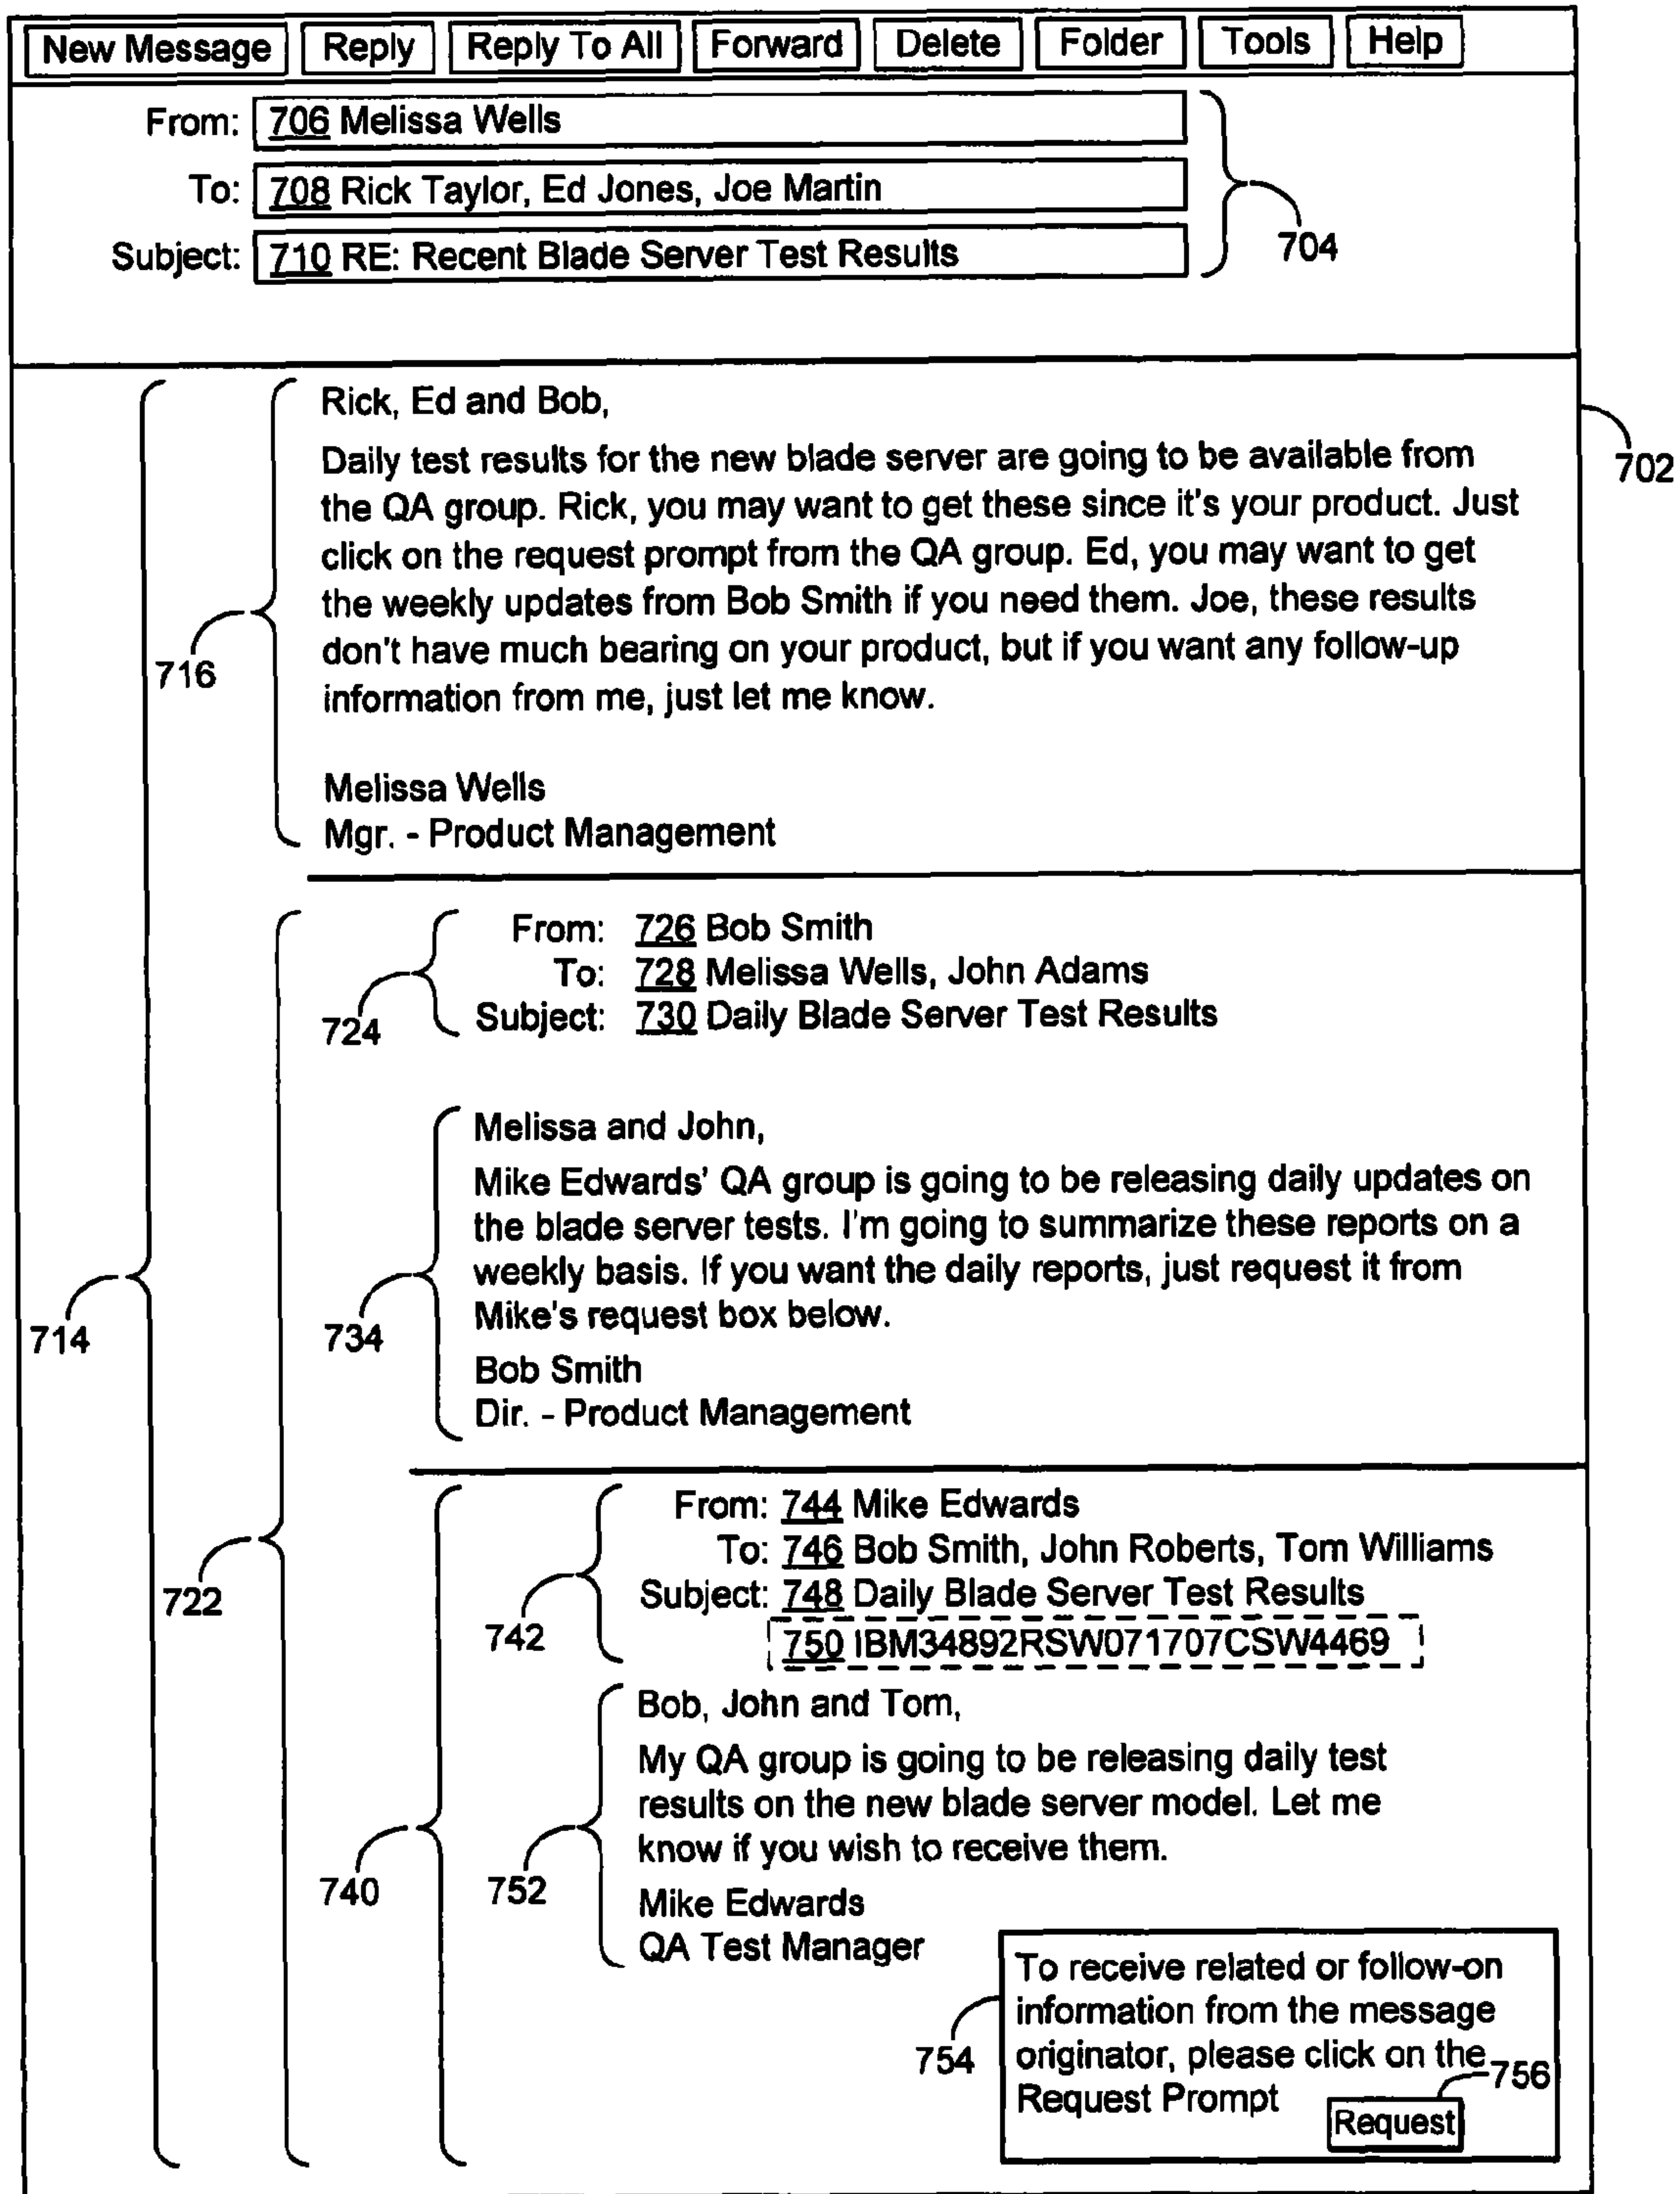 New Message Reply Reply To All Forward Delete Folder Tools Help
From: 706 Melissa Wells
To: 708 Rick Taylor, Ed Jones, Joe Martin
Subject: 710 RE: Recent Blade Server Test Results
704
702
Rick, Ed and Bob,
Daily test results for the new blade server are going to be available from
the QA group. Rick, you may want to get these since it's your product. Just
click on the request prompt from the QA group. Ed, you may want to get
the weekly updates from Bob Smith if you need them. Joe, these results
don't have much bearing on your product, but if you want any follow-up
information from me, just let me know.
716
Melissa Wells
Mgr. - Product Management
From: 726 Bob Smith
To: 728 Melissa Wells, John Adams
Subject: 730 Daily Blade Server Test Results
724
Melissa and John,
Mike Edwards' QA group is going to be releasing daily updates on
the blade server tests. I'm going to summarize these reports on a
weekly basis. If you want the daily reports, just request it from
Mike's request box below.
714
734
Bob Smith
Dir. - Product Management
From: 744 Mike Edwards
To: 746 Bob Smith, John Roberts, Tom Williams
Subject: 748 Daily Blade Server Test Results
750 IBM34892RSW071707CSW4469
722
742
Bob, John and Tom,
My QA group is going to be releasing daily test
results on the new blade server model. Let me
know if you wish to receive them.
740
752
Mike Edwards
QA Test Manager
To receive related or follow-on
information from the message
originator, please click on the
Request Prompt
754
756
Request